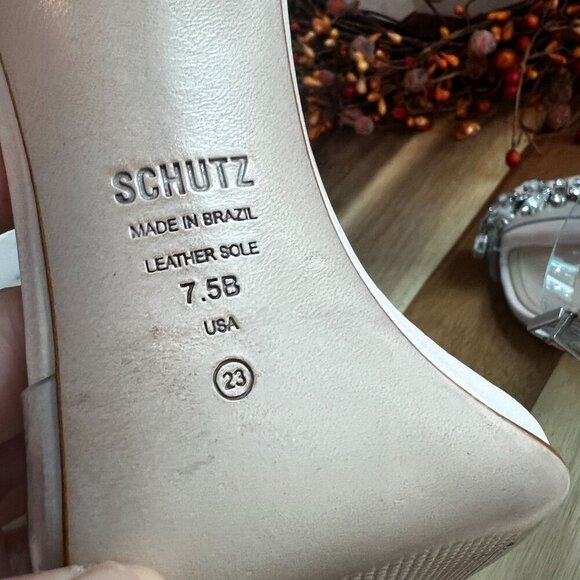 SCHUTZ
MADE IN BRAZIL
LEATHER SOLE
7.5B
USA
23